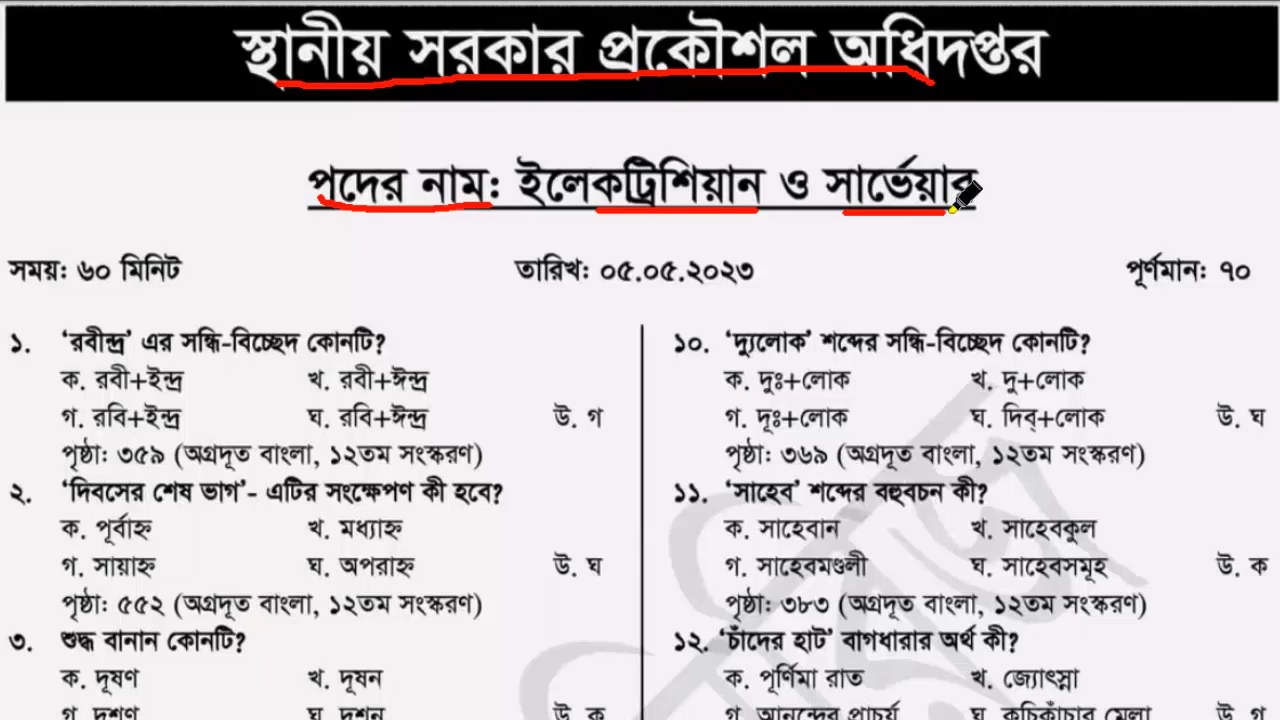 স্থানীয় সরকার প্রকৌশল অধিদপ্তর
পদের নাম: ইলেকট্রিশিয়ান ও সার্ভেয়ার
সময়: ৬০ মিনিট তারিখ: ০৫.০৫.২০২৩ পূর্ণমান: ৭০
১. ‘রবীন্দ্র’ এর সন্ধি-বিচ্ছেদ কোনটি?
ক. রবী+ইন্দ্র খ. রবী+ঈন্দ্র
গ. রবি+ইন্দ্র ঘ. রবি+ঈন্দ্র উ. গ
পৃষ্ঠা: ৩৫৯ (অগ্রদূত বাংলা, ১২তম সংস্করণ)
২. ‘দিবসের শেষ ভাগ’- এটির সংক্ষেপণ কী হবে?
ক. পূর্বাহ্ন খ. মধ্যাহ্ন
গ. সায়াহ্ন ঘ. অপরাহ্ন উ. ঘ
পৃষ্ঠা: ৫৫২ (অগ্রদূত বাংলা, ১২তম সংস্করণ)
৩. শুদ্ধ বানান কোনটি?
ক. দূষণ খ. দূষন
গ. দূশণ ঘ. দূশন উ. ক
১০. ‘দ্যুলোক’ শব্দের সন্ধি-বিচ্ছেদ কোনটি?
ক. দুঃ+লোক খ. দু+লোক
গ. দূঃ+লোক ঘ. দিব্+লোক উ. ঘ
পৃষ্ঠা: ৩৬৯ (অগ্রদূত বাংলা, ১২তম সংস্করণ)
১১. ‘সাহেব’ শব্দের বহুবচন কী?
ক. সাহেবান খ. সাহেবকুল
গ. সাহেবমণ্ডলী ঘ. সাহেবসমূহ উ. ক
পৃষ্ঠা: ৩৮৩ (অগ্রদূত বাংলা, ১২তম সংস্করণ)
১২. ‘চাঁদের হাট’ বাগধারার অর্থ কী?
ক. পূর্ণিমা রাত খ. জ্যোৎস্না
গ. আনন্দের প্রাচুর্য ঘ. কচিকাঁচার মেলা উ. গ